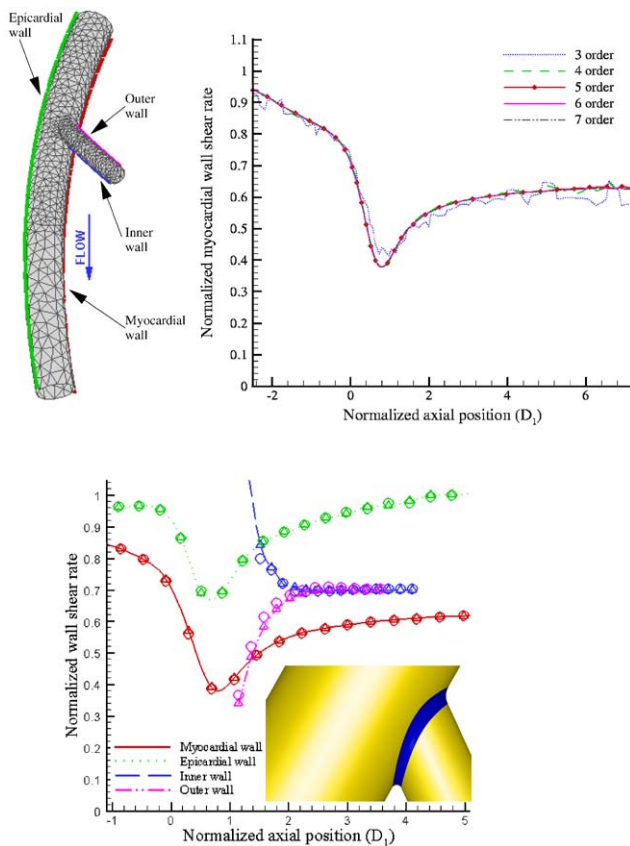 Epicardial
wall
Outer
wall
FLOW
Inner
wall
Myocardial
wall
Normalized myocardial wall shear rate
1.1
1
0.9
0.8
0.7
0.6
0.5
0.4
0.3
0.2
0.1
0
-2
0
2
4
6
3 order
4 order
5 order
6 order
7 order
Normalized axial position (D1)
Normalized wall shear rate
1
0.9
0.8
0.7
0.6
0.5
0.4
0.3
0.2
0.1
0
Myocardial wall
Epicardial wall
Inner wall
Outer wall
-1
0
1
2
3
4
5
Normalized axial position (D1)